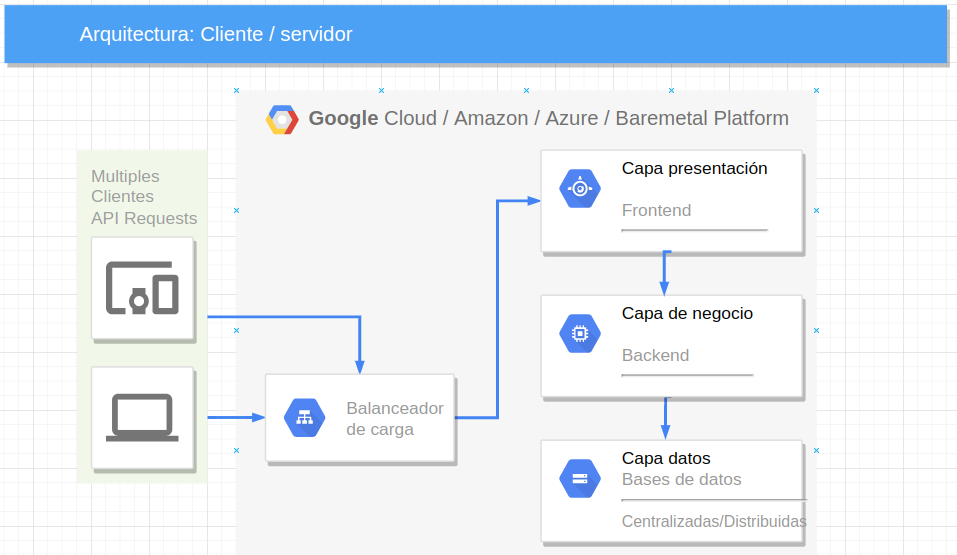 Arquitectura: Cliente / servidor
Google Cloud / Amazon / Azure / Baremetal Platform
Multiples
Clientes
API Requests
Balanceador
de carga
Capa presentación
Frontend
Capa de negocio
Backend
Capa datos
Bases de datos
Centralizadas/Distribuidas